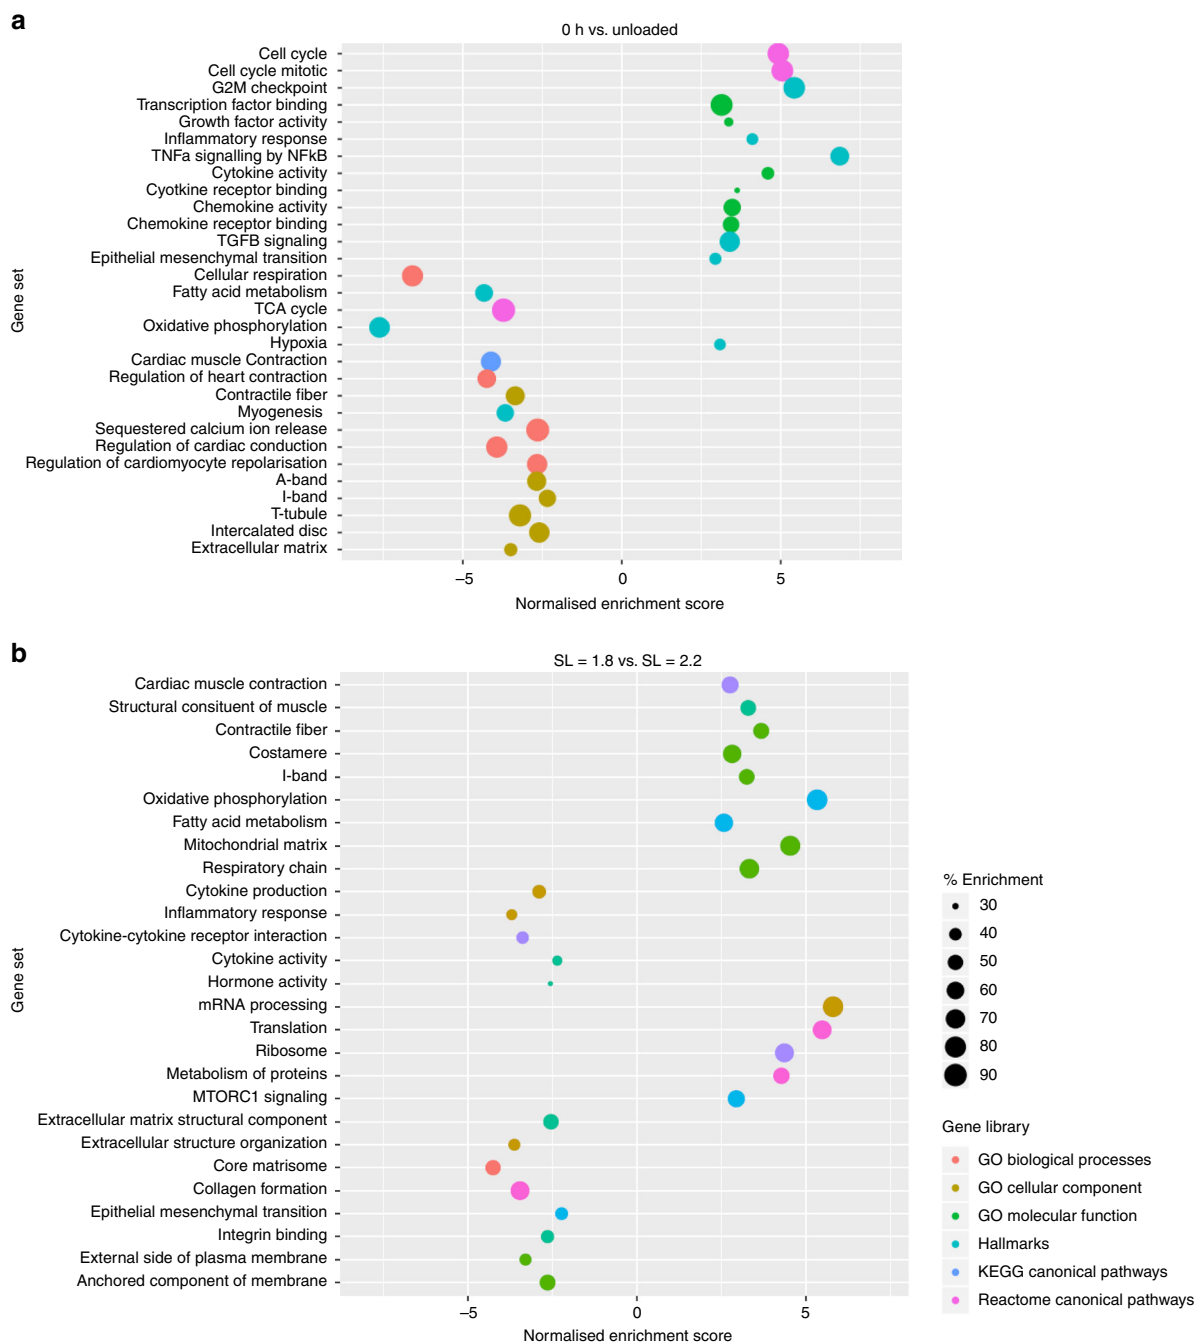 a
0 h vs. unloaded
Cell cycle
Cell cycle mitotic
G2M checkpoint
Transcription factor binding
Growth factor activity
Inflammatory response
TNFa signalling by NFkB
Cytokine activity
Cyotkine receptor binding
Chemokine activity
Chemokine receptor binding
TGFB signaling
Epithelial mesenchymal transition
Cellular respiration
Fatty acid metabolism
TCA cycle
Oxidative phosphorylation
Hypoxia
Cardiac muscle Contraction
Regulation of heart contraction
Contractile fiber
Myogenesis
Sequestered calcium ion release
Regulation of cardiac conduction
Regulation of cardiomyocyte repolarisation
A-band
I-band
T-tubule
Intercalated disc
Extracellular matrix
Gene set
–5 0 5
Normalised enrichment score
b
SL = 1.8 vs. SL = 2.2
Cardiac muscle contraction
Structural consituent of muscle
Contractile fiber
Costamere
I-band
Oxidative phosphorylation
Fatty acid metabolism
Mitochondrial matrix
Respiratory chain
Cytokine production
Inflammatory response
Cytokine-cytokine receptor interaction
Cytokine activity
Hormone activity
mRNA processing
Translation
Ribosome
Metabolism of proteins
MTORC1 signaling
Extracellular matrix structural component
Extracellular structure organization
Core matrisome
Collagen formation
Epithelial mesenchymal transition
Integrin binding
External side of plasma membrane
Anchored component of membrane
Gene set
–5 0 5
Normalised enrichment score
% Enrichment
30
40
50
60
70
80
90
Gene library
GO biological processes
GO cellular component
GO molecular function
Hallmarks
KEGG canonical pathways
Reactome canonical pathways